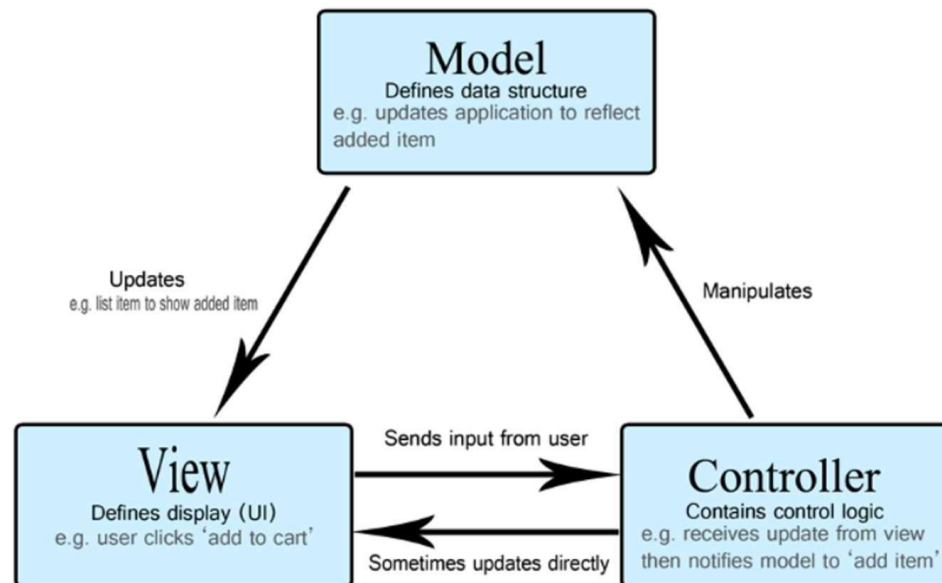 Model
Defines data structure
e.g. updates application to reflect
added item
Updates
e.g. list item to show added item
Manipulates
View
Defines display (UI)
e.g. user clicks ‘add to cart’
Sends input from user
Sometimes updates directly
Controller
Contains control logic
e.g. receives update from view
then notifies model to ‘add item’